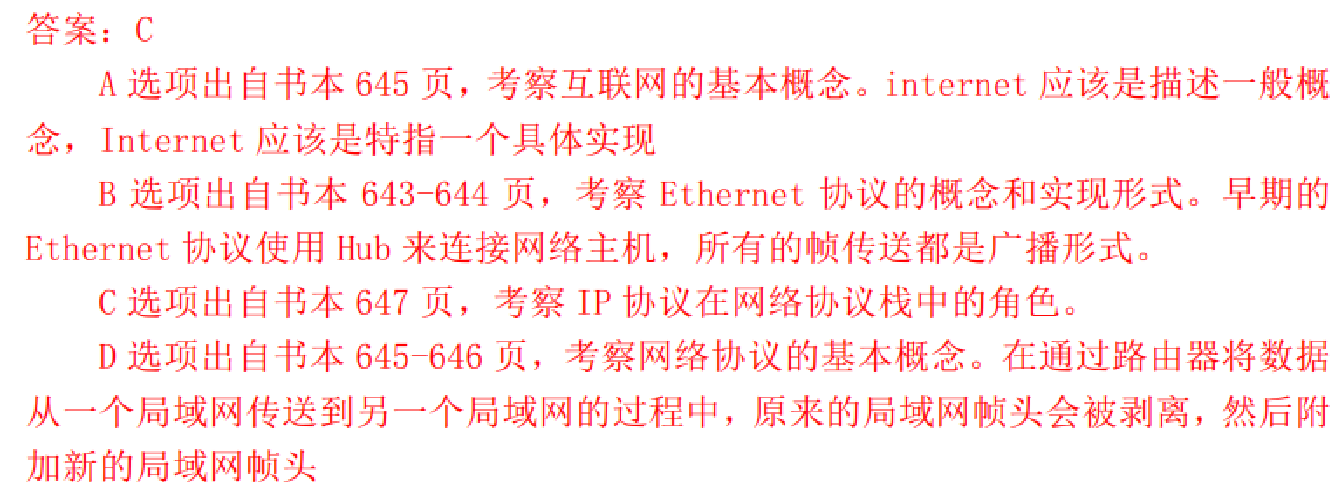 答案：C
A 选项出自书本 645 页，考察互联网的基本概念。internet 应该是描述一般概
念，Internet 应该是特指一个具体实现
B 选项出自书本 643-644 页，考察 Ethernet 协议的概念和实现形式。早期的
Ethernet 协议使用 Hub 来连接网络主机，所有的帧传送都是广播形式。
C 选项出自书本 647 页，考察 IP 协议在网络协议栈中的角色。
D 选项出自书本 645-646 页，考察网络协议的基本概念。在通过路由器将数据
从一个局域网传送到另一个局域网的过程中，原来的局域网帧头会被剥离，然后附
加新的局域网帧头